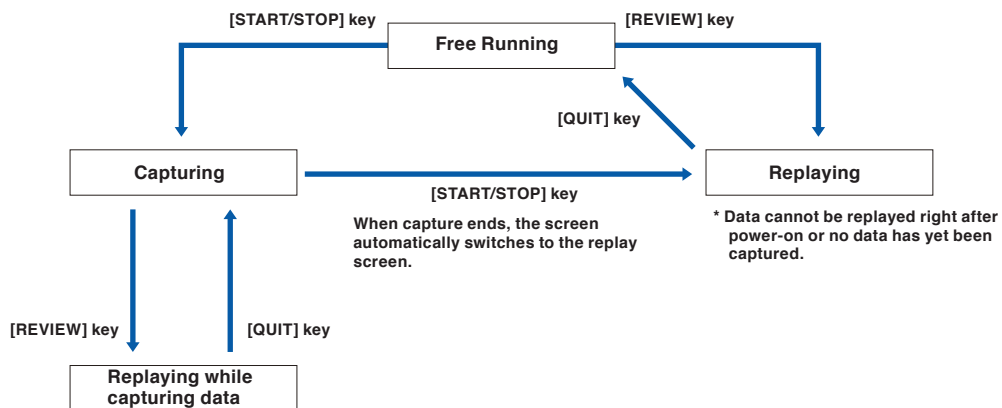 [START/STOP] key
[REVIEW] key
Free Running
[QUIT] key
Capturing
Replaying
[START/STOP] key
When capture ends, the screen
automatically switches to the replay
screen.
* Data cannot be replayed right after
power-on or no data has yet been
captured.
[REVIEW] key
[QUIT] key
Replaying while
capturing data